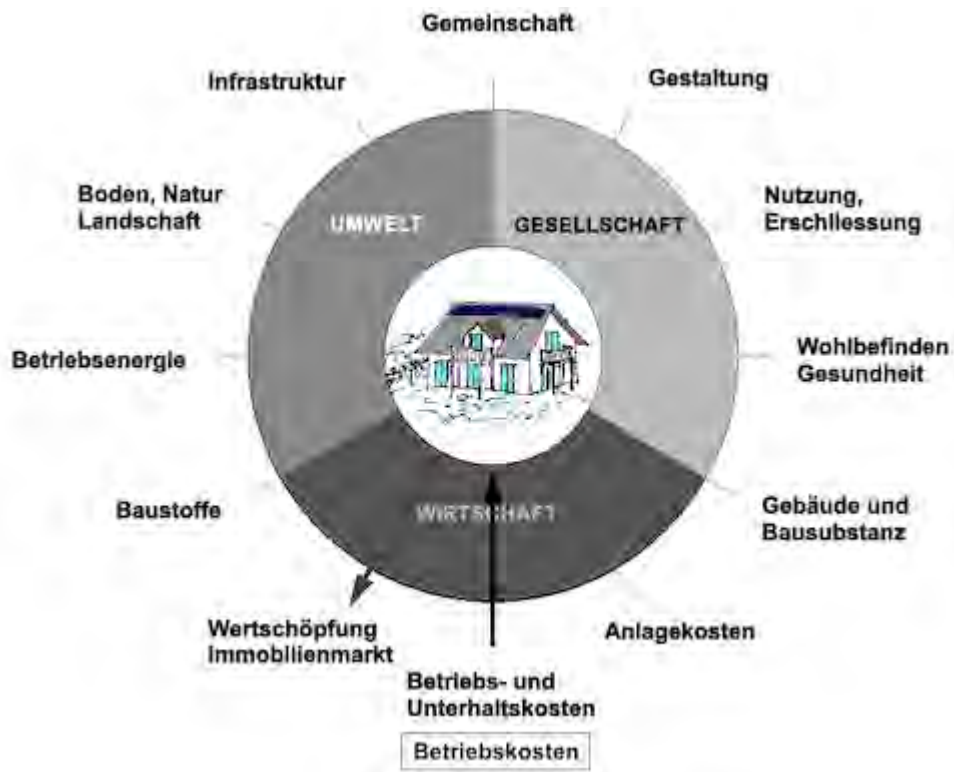 Gemeinschaft
Infrastruktur
Gestaltung
Boden, Natur
Landschaft
UMWELT
GESELLSCHAFT
Nutzung,
Erschliessung
Betriebsenergie
Wohlbefinden
Gesundheit
Baustoffe
WIRTSCHAFT
Gebäude und
Bausubstanz
Wertschöpfung
Immobilienmarkt
Anlagekosten
Betriebs- und
Unterhaltskosten
Betriebskosten